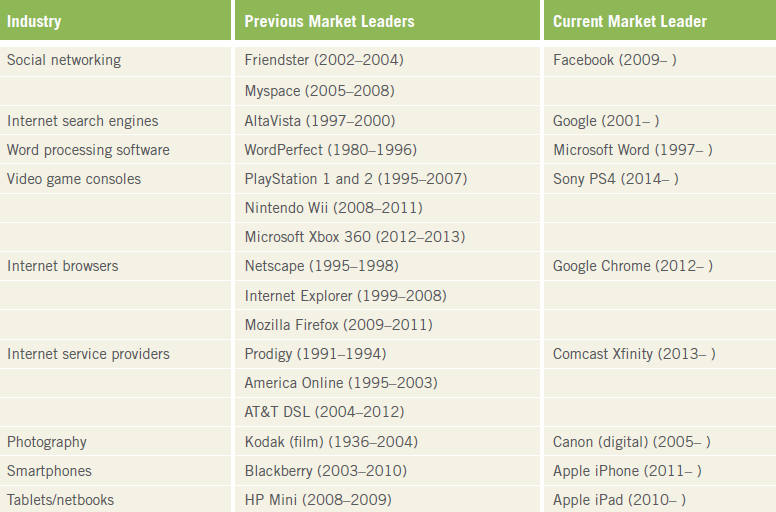 Industry Previous Market Leaders Current Market Leader
Social networking Friendster (2002–2004) Facebook (2009– )
Myspace (2005–2008)
Internet search engines AltaVista (1997–2000) Google (2001– )
Word processing software WordPerfect (1980–1996) Microsoft Word (1997– )
Video game consoles PlayStation 1 and 2 (1995–2007) Sony PS4 (2014– )
Nintendo Wii (2008–2011)
Microsoft Xbox 360 (2012–2013)
Internet browsers Netscape (1995–1998) Google Chrome (2012– )
Internet Explorer (1999–2008)
Mozilla Firefox (2009–2011)
Internet service providers Prodigy (1991–1994) Comcast Xfinity (2013– )
America Online (1995–2003)
AT&T DSL (2004–2012)
Photography Kodak (film) (1936–2004) Canon (digital) (2005– )
Smartphones Blackberry (2003–2010) Apple iPhone (2011– )
Tablets/netbooks HP Mini (2008–2009) Apple iPad (2010– )